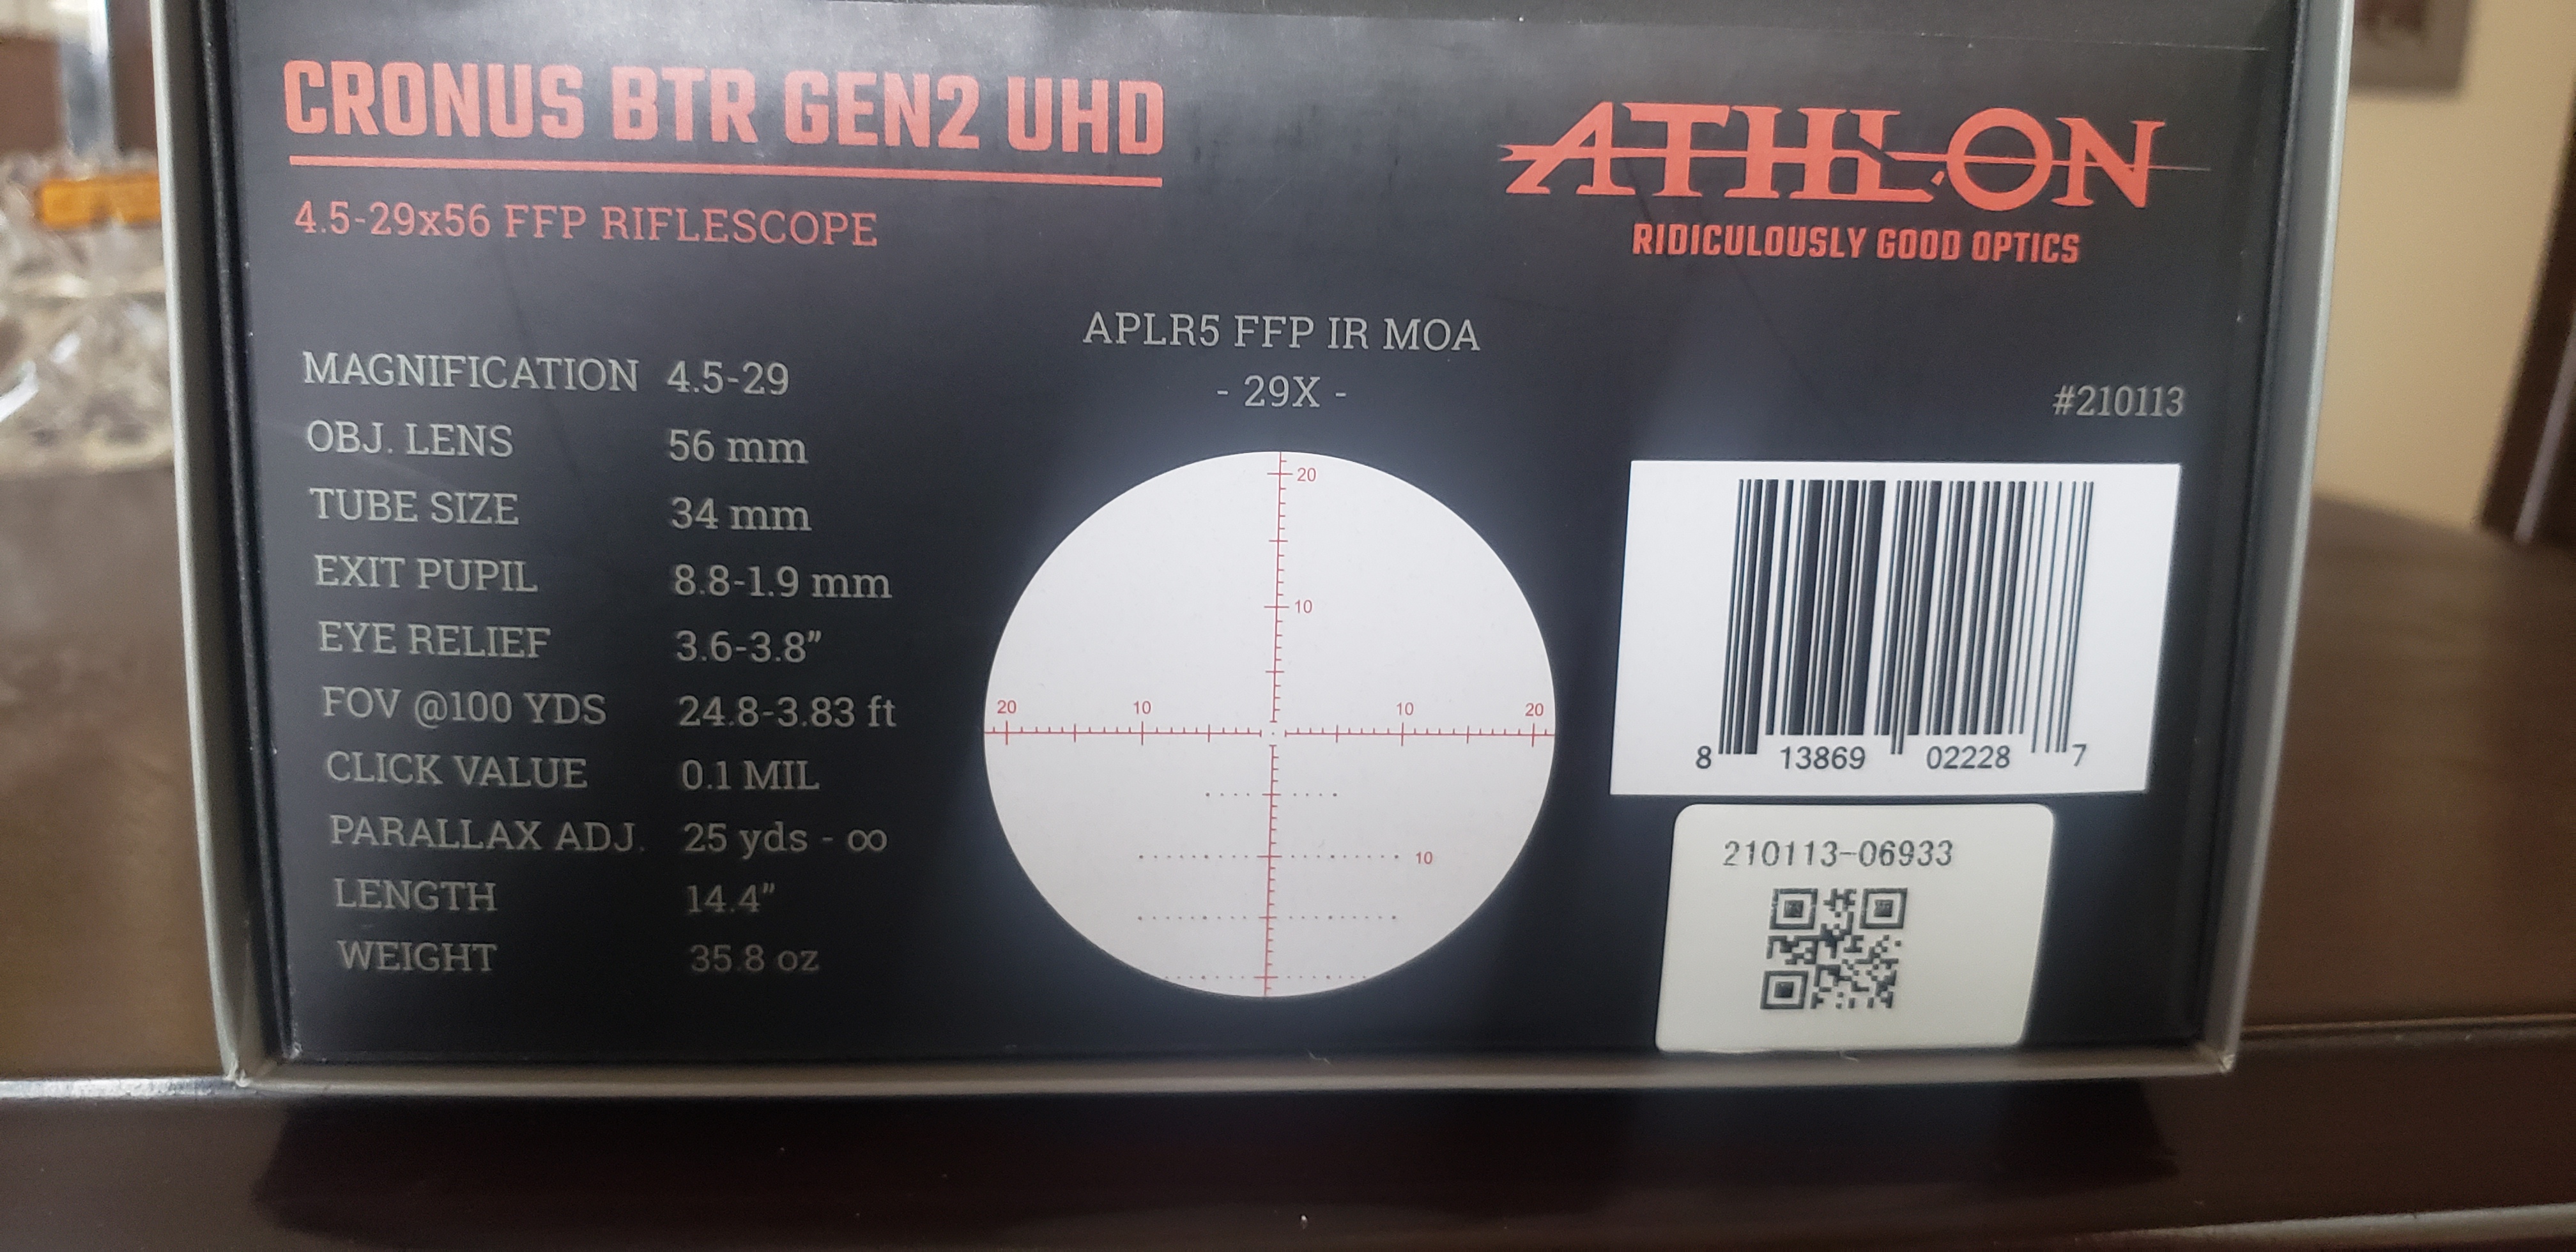 CRONUS BTR GEN2 UHD
4.5-29x56 FFP RIFLESCOPE
ATHLON
RIDICULOUSLY GOOD OPTICS
MAGNIFICATION 4.5-29
OBJ. LENS 56 mm
TUBE SIZE 34 mm
EXIT PUPIL 8.8-1.9 mm
EYE RELIEF 3.6-3.8”
FOV @100 YDS 24.8-3.83 ft
CLICK VALUE 0.1 MIL
PARALLAX ADJ. 25 yds - ∞
LENGTH 14.4”
WEIGHT 35.8 oz
APLR5 FFP IR MOA
- 29X -
20
10
20 10 10 20
10
#210113
8 13869 02228 7
210113-06933